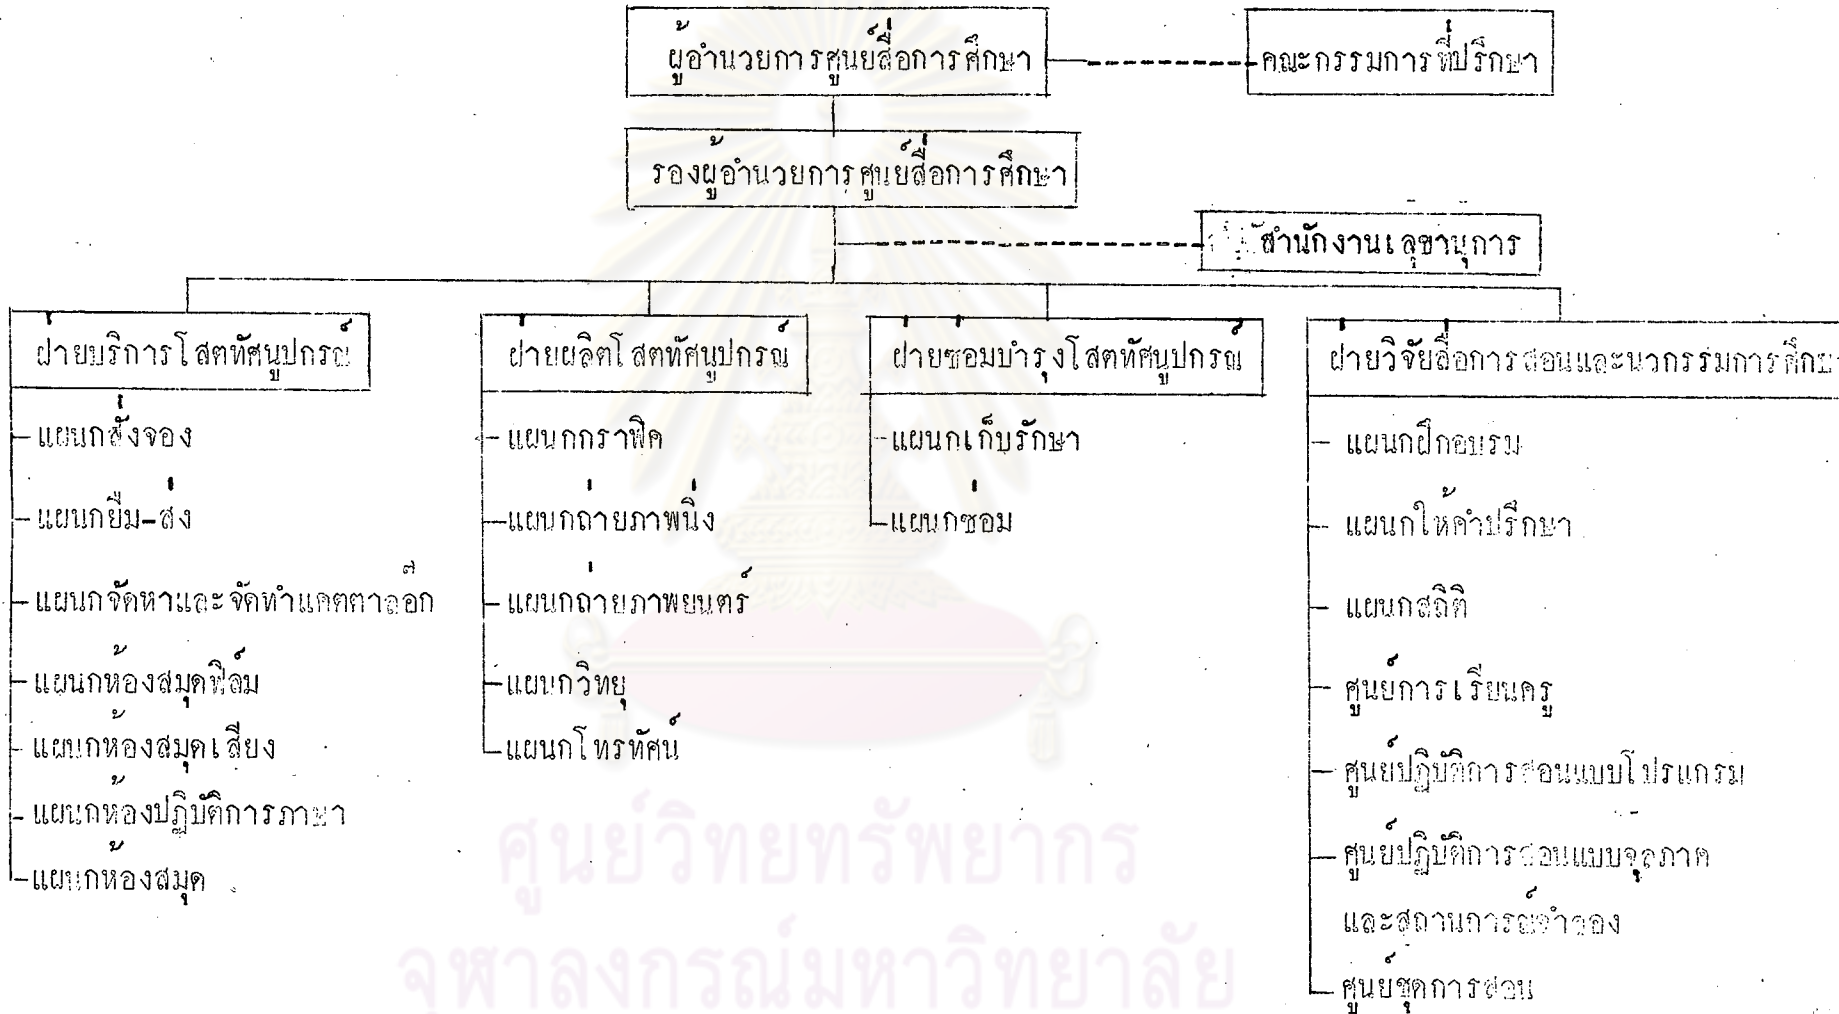 ผู้อำนวยการศูนย์สื่อการศึกษา
คณะกรรมการที่ปรึกษา
รองผู้อำนวยการศูนย์สื่อการศึกษา
สำนักงานเลขานุการ
ฝ่ายบริการโสตทัศนูปกรณ์
แผนกสั่งจอง
แผนกยืม-ส่ง
แผนกจัดหาและจัดทำแคตตาล๊อก
แผนกห้องสมุดฟิล์ม
แผนกห้องสมุดเสียง
แผนกห้องปฏิบัติการภาษา
แผนกห้องสมุด
ฝ่ายผลิตโสตทัศนูปกรณ์
แผนกกราฟิค
แผนกถ่ายภาพนิ่ง
แผนกถ่ายภาพยนตร์
แผนกวิทยุ
แผนกโทรทัศน์
ฝ่ายซ่อมบำรุงโสตทัศนูปกรณ์
แผนกเก็บรักษา
แผนกซ่อม
ฝ่ายวิจัยสื่อการสอนและนวกรรมการศึกษา
แผนกฝึกอบรม
แผนกให้คำปรึกษา
แผนกสถิติ
ศูนย์การเรียนครู
ศูนย์ปฏิบัติการสอนแบบโปรแกรม
ศูนย์ปฏิบัติการสอนแบบจุลภาค
และสถานการณ์จำลอง
ศูนย์ชุดการสอน
ศูนย์วิทยทรัพยากร
จุฬาลงกรณ์มหาวิทยาลัย